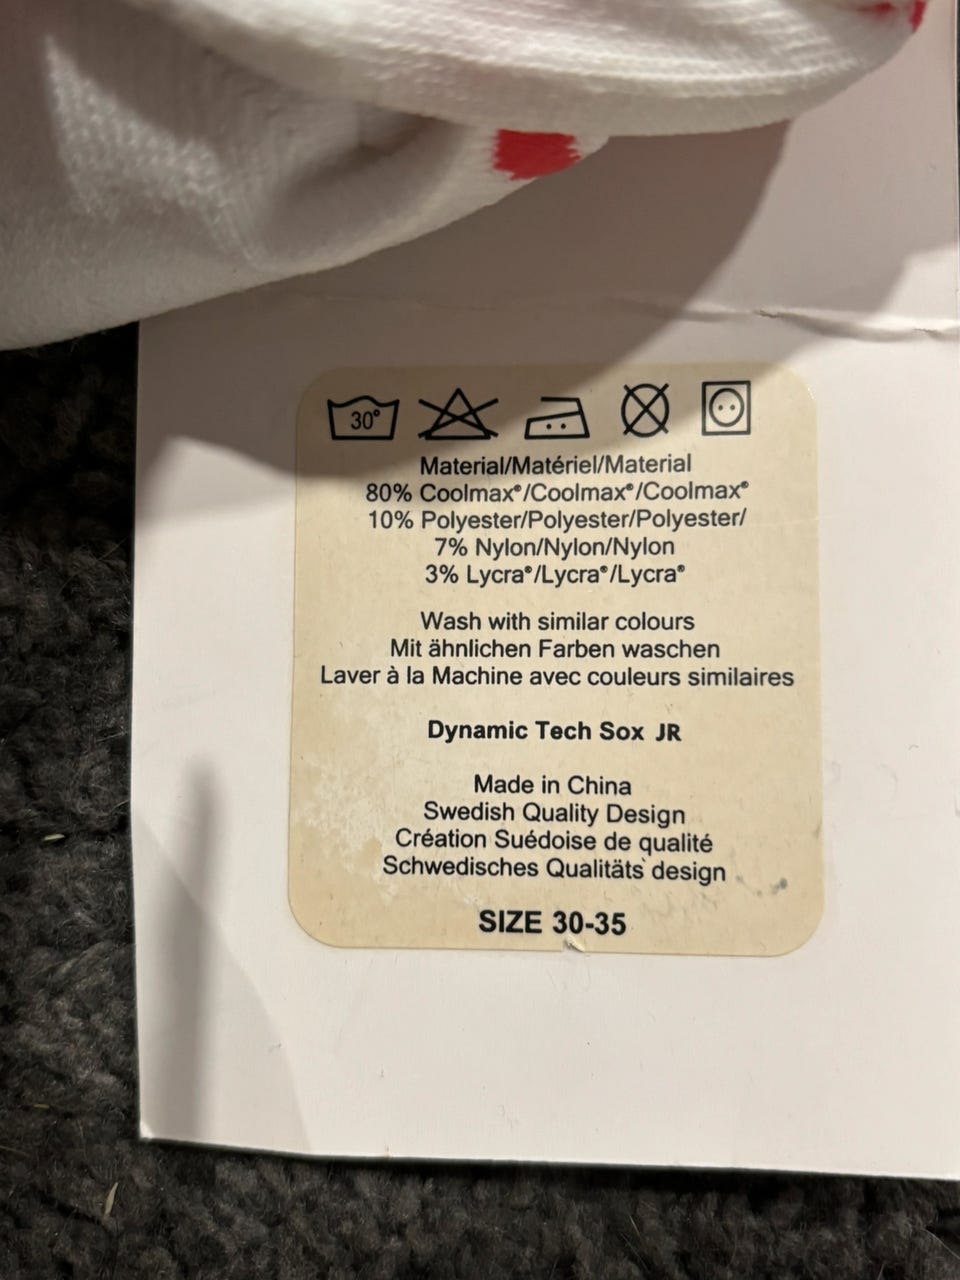 30°
Material/Matériel/Material
80% Coolmax®/Coolmax®/Coolmax®
10% Polyester/Polyester/Polyester/
7% Nylon/Nylon/Nylon
3% Lycra®/Lycra®/Lycra®
Wash with similar colours
Mit ähnlichen Farben waschen
Laver à la Machine avec couleurs similaires
Dynamic Tech Sox JR
Made in China
Swedish Quality Design
Création Suédoise de qualité
Schwedisches Qualitäts design
SIZE 30-35